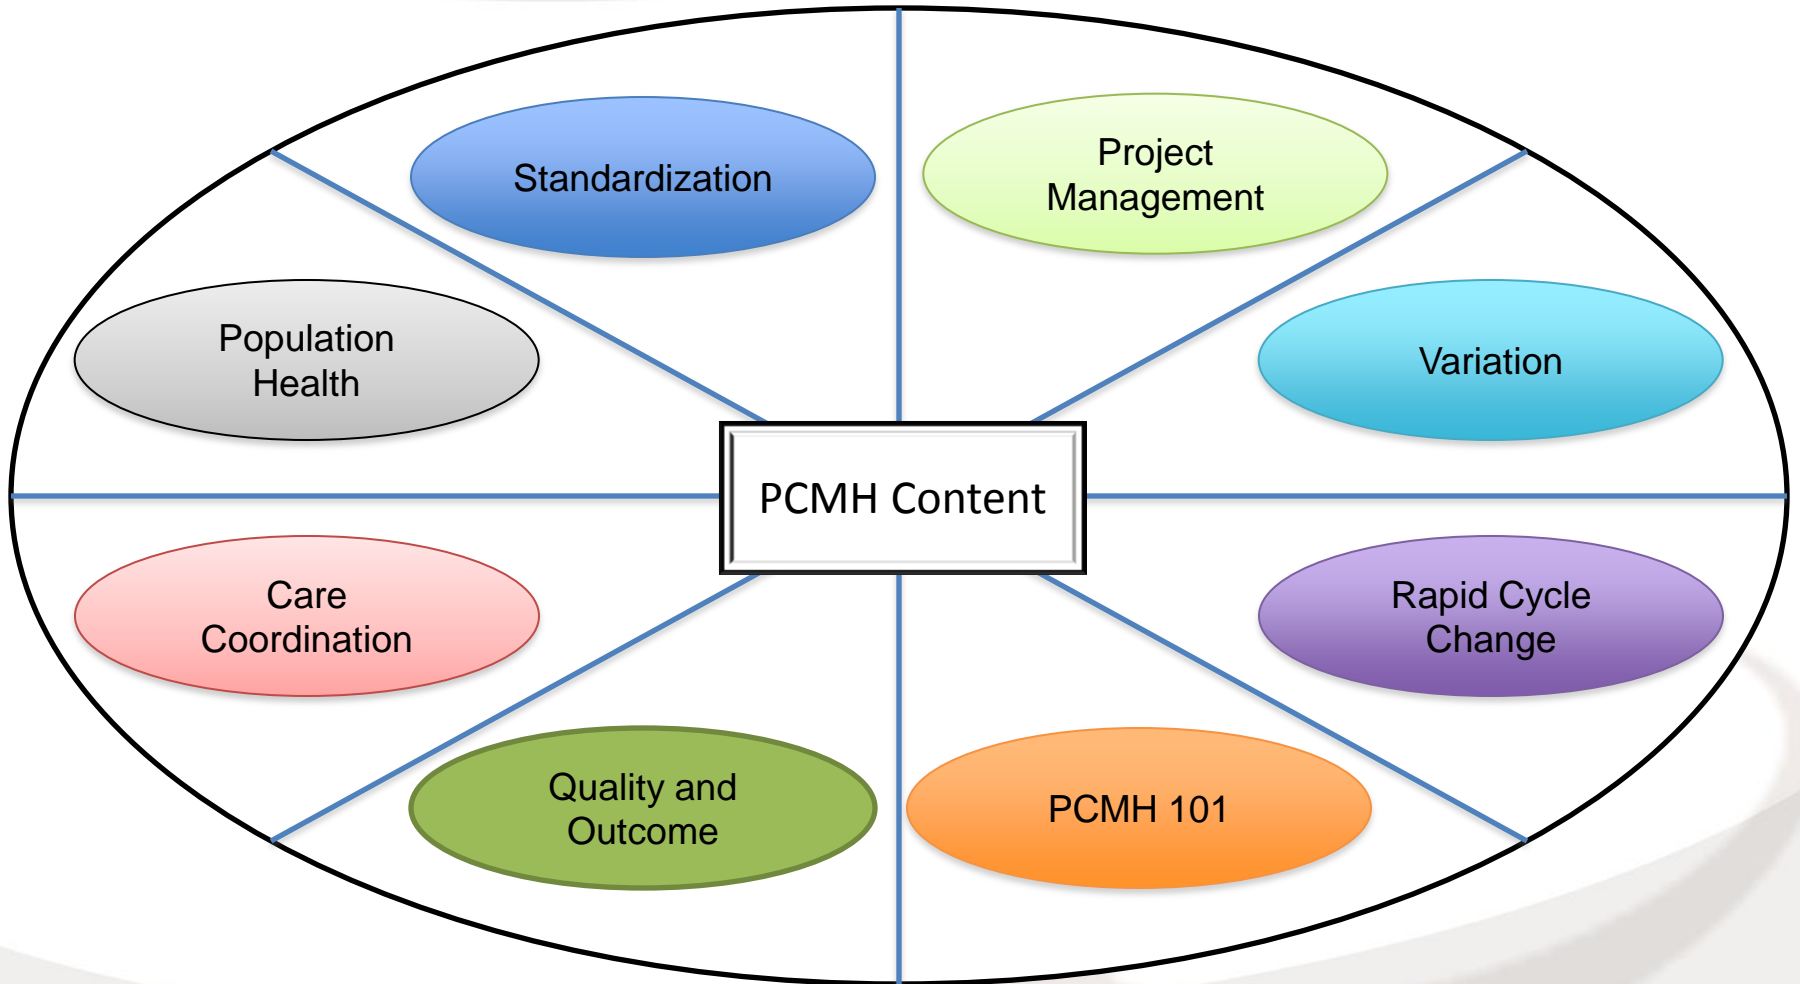 Standardization
Project
Management
Population
Health
Variation
PCMH Content
Care
Coordination
Rapid Cycle
Change
Quality and
Outcome
PCMH 101